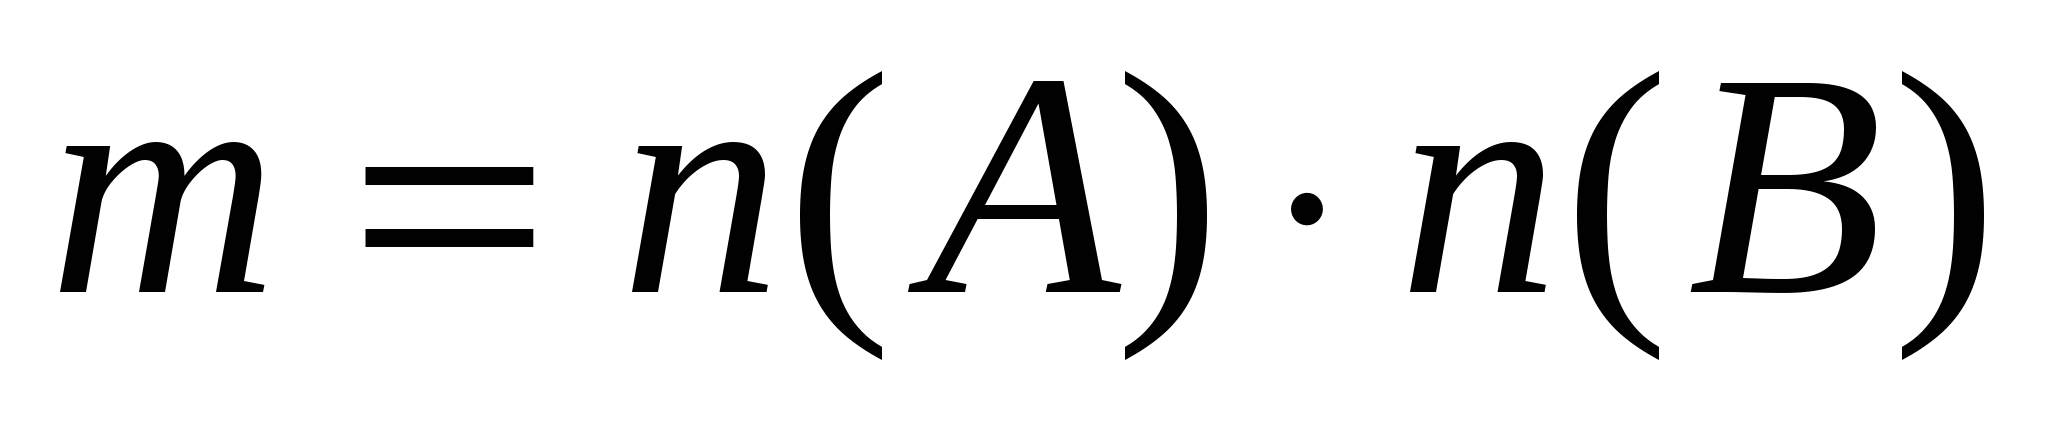 m = n(A) · n(B)